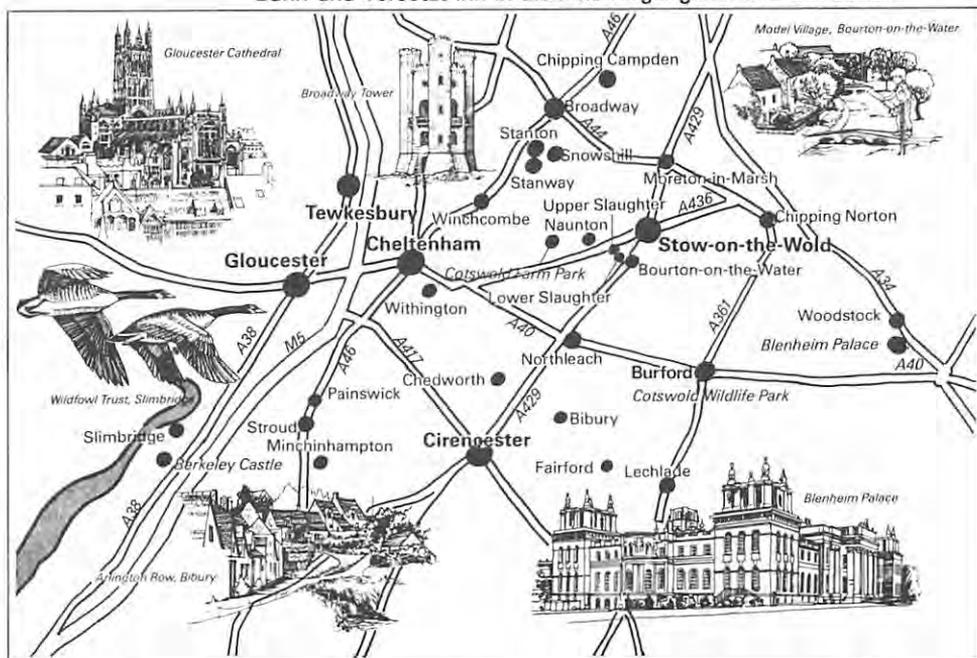 Gloucester Cathedral
Model Village, Bourton-on-the-Water
A46
Chipping Campden
Broadway Tower
Broadway
A429
A44
Stanton
Snowshill
Stanway
Moreton-in-Marsh
Tewkesbury
Winchcombe
Upper Slaughter
A436
Naunton
Chipping Norton
Cheltenham
Stow-on-the-Wold
Gloucester
Cotswold Farm Park
Bourton-on-the-Water
Withington
Lower Slaughter
A34
A40
A361
Woodstock
A38
M5
A46
A417
Northleach
Blenheim Palace
Burford
A40
Chedworth
A429
Cotswold Wildlife Park
Wildfowl Trust, Slimbridge
Painswick
Bibury
Slimbridge
Stroud
Minchinhampton
Cirencester
Berkeley Castle
Fairford
Lechlade
Blenheim Palace
A38
Arlington Row, Bibury